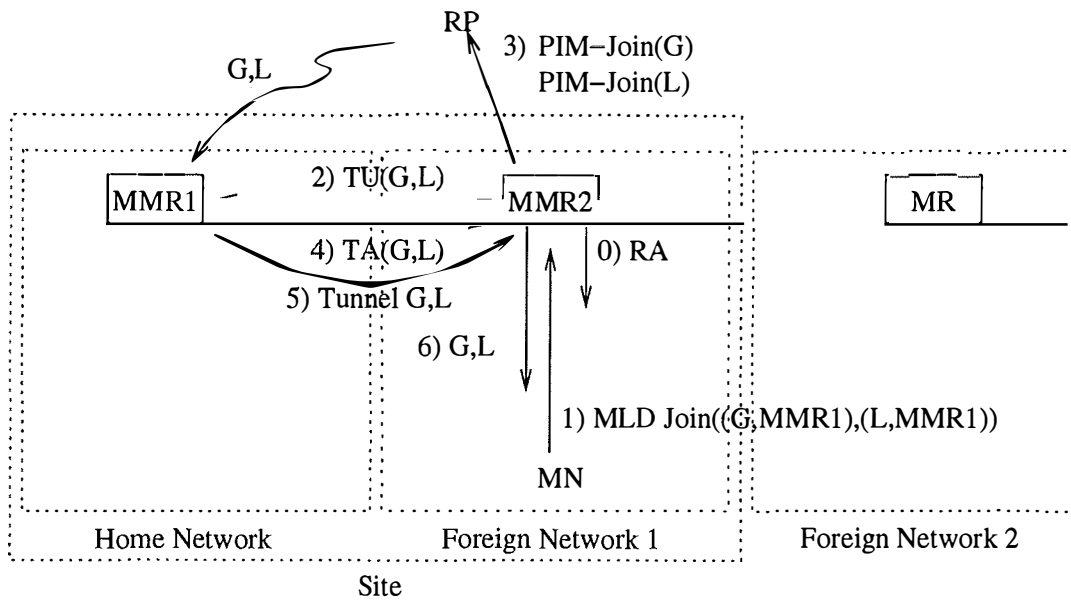 RP
3) PIM−Join(G)
PIM−Join(L)
G,L
2) TU(G,L)
MMR1
MMR2
MR
4) TA(G,L)
0) RA
5) Tunnel G,L
6) G,L
1) MLD Join((G,MMR1),(L,MMR1))
MN
Home Network
Foreign Network 1
Foreign Network 2
Site